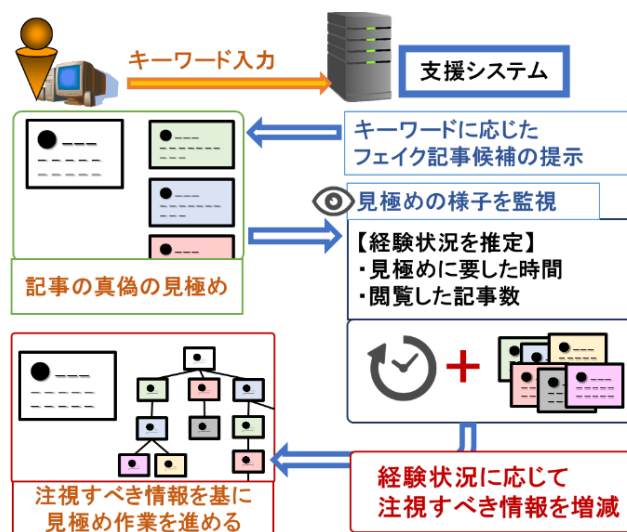 キーワード入力
支援システム
キーワードに応じた
フェイク記事候補の提示
見極めの様子を監視
【経験状況を推定】
・見極めに要した時間
・閲覧した記事数
記事の真偽の見極め
経験状況に応じて
注視すべき情報を増減
注視すべき情報を基に
見極め作業を進める